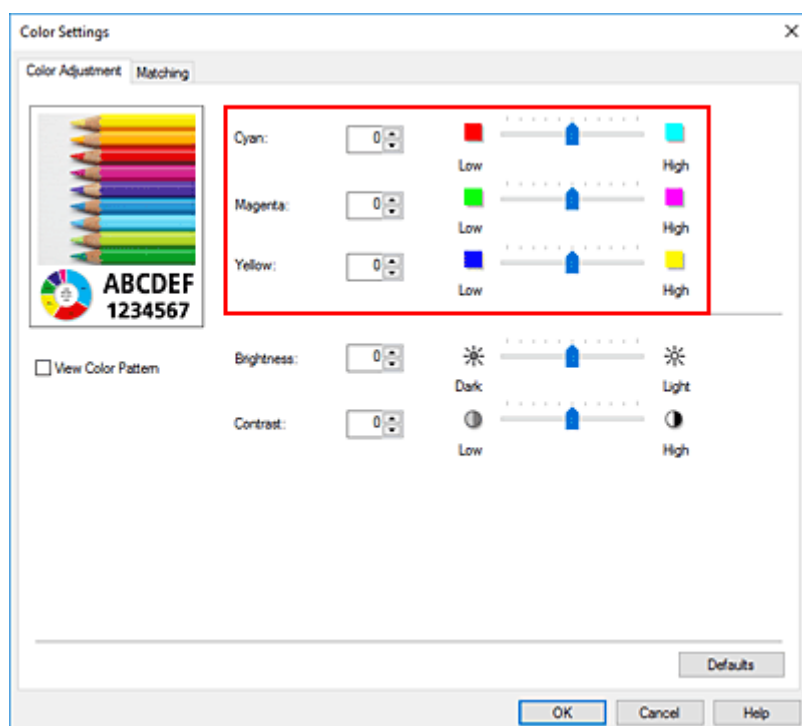 Color Settings
Color Adjustment Matching
Cyan: 0
Low High
Magenta: 0
Low High
Yellow: 0
Low High
ABCDEF
1234567
View Color Pattern
Brightness: 0
Dark Light
Contrast: 0
Low High
Defaults
OK Cancel Help